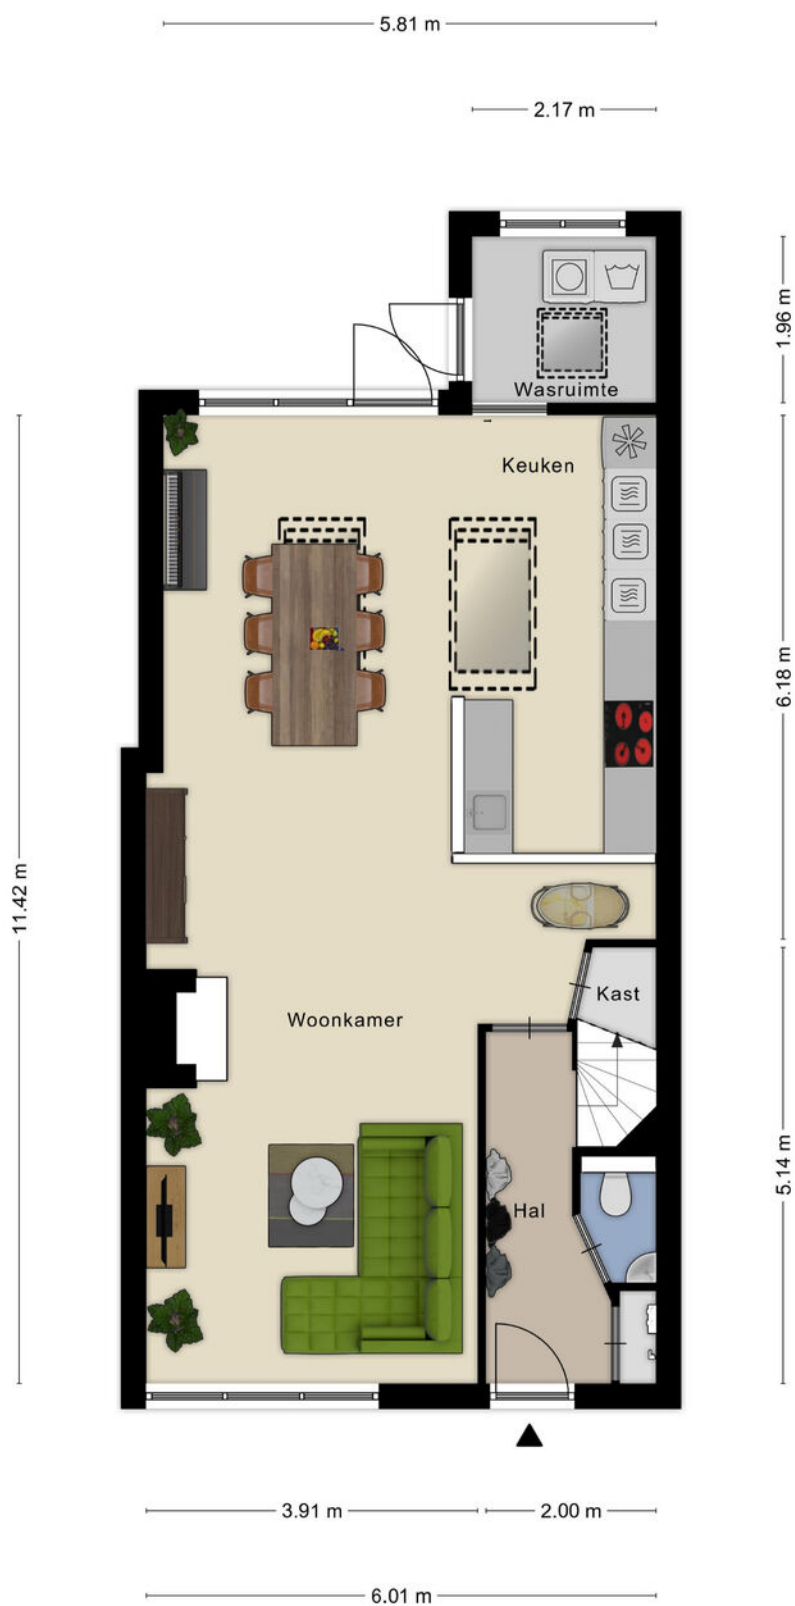 5.81 m
2.17 m
1.96 m
Wasruimte
Keuken
6.18 m
11.42 m
Kast
Woonkamer
5.14 m
Hal
3.91 m
2.00 m
6.01 m